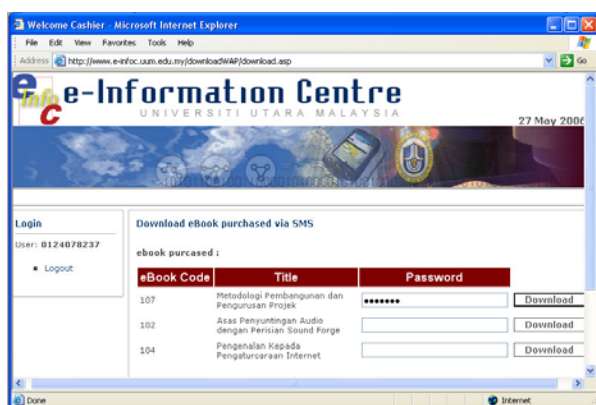 Welcome Cashier - Microsoft Internet Explorer
File Edit View Favorites Tools Help
Address http://www.e-infoc.uum.edu.my/downloadWAP/download.asp Go
e Info c e-Information Centre
UNIVERSITI UTARA MALAYSIA
27 May 2006
Login
User: 0124078237
Logout
Download eBook purchased via SMS
ebook purcased :
eBook Code Title Password
107 Metodologi Pembangunan dan Pengurusan Projek ••••••• Download
102 Asas Penyuntingan Audio dengan Perisian Sound Forge Download
104 Pengenalan Kepada Pengaturcaraan Internet Download
Done Internet